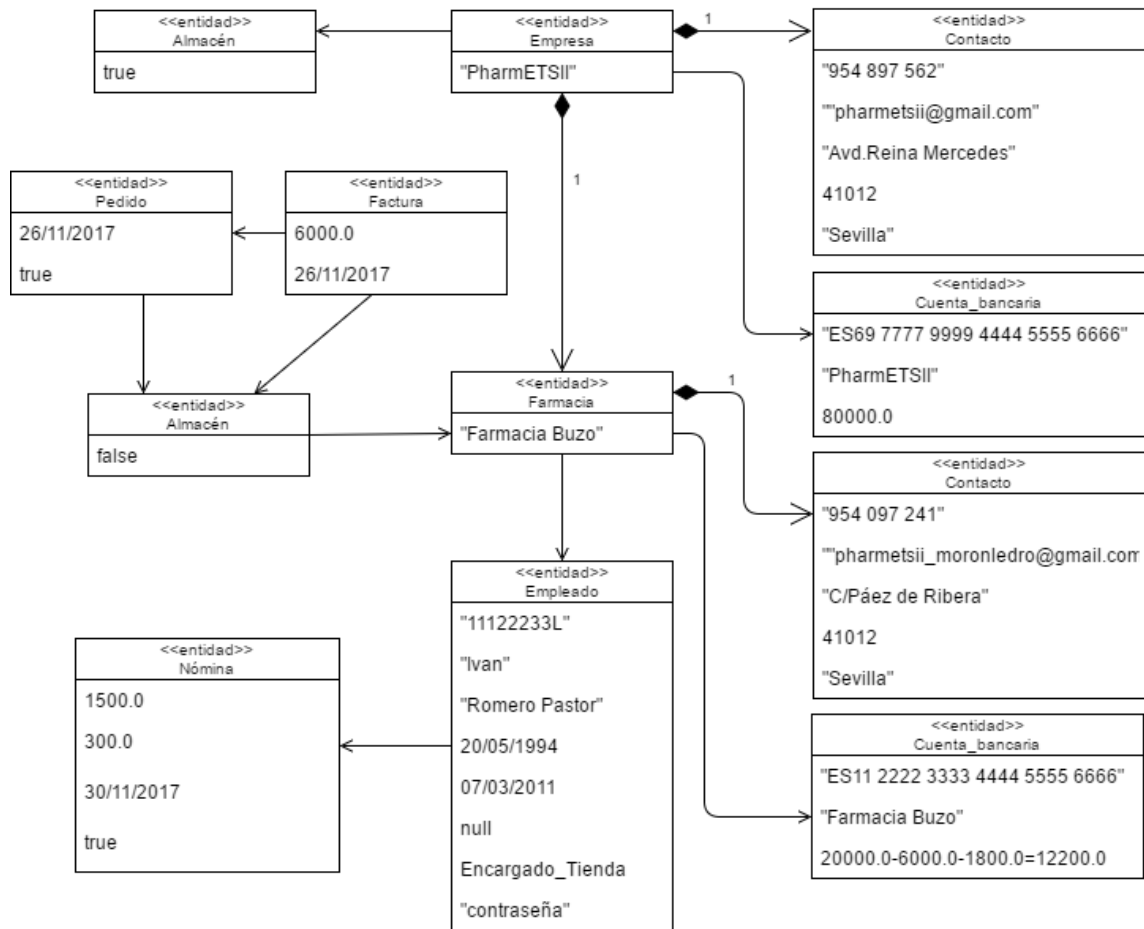 <<entidad>>
Almacén
true
<<entidad>>
Empresa
"PharmETSII"
1
<<entidad>>
Contacto
"954 897 562"
""pharmetsii@gmail.com"
"Avd.Reina Mercedes"
41012
"Sevilla"
1
<<entidad>>
Pedido
26/11/2017
true
<<entidad>>
Factura
6000.0
26/11/2017
<<entidad>>
Cuenta_bancaria
"ES69 7777 9999 4444 5555 6666"
"PharmETSII"
80000.0
<<entidad>>
Almacén
false
<<entidad>>
Farmacia
"Farmacia Buzo"
1
<<entidad>>
Contacto
"954 097 241"
""pharmetsii_moronledro@gmail.com
"C/Páez de Ribera"
41012
"Sevilla"
<<entidad>>
Nómina
1500.0
300.0
30/11/2017
true
<<entidad>>
Empleado
"11122233L"
"Ivan"
"Romero Pastor"
20/05/1994
07/03/2011
null
Encargado_Tienda
"contraseña"
<<entidad>>
Cuenta_bancaria
"ES11 2222 3333 4444 5555 6666"
"Farmacia Buzo"
20000.0-6000.0-1800.0=12200.0